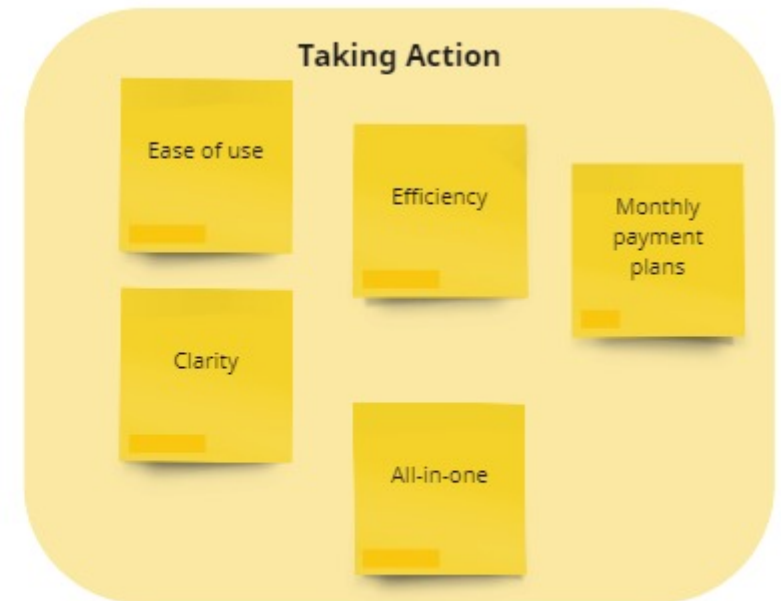 Taking Action
Ease of use
Efficiency
Monthly
payment
plans
Clarity
All-in-one